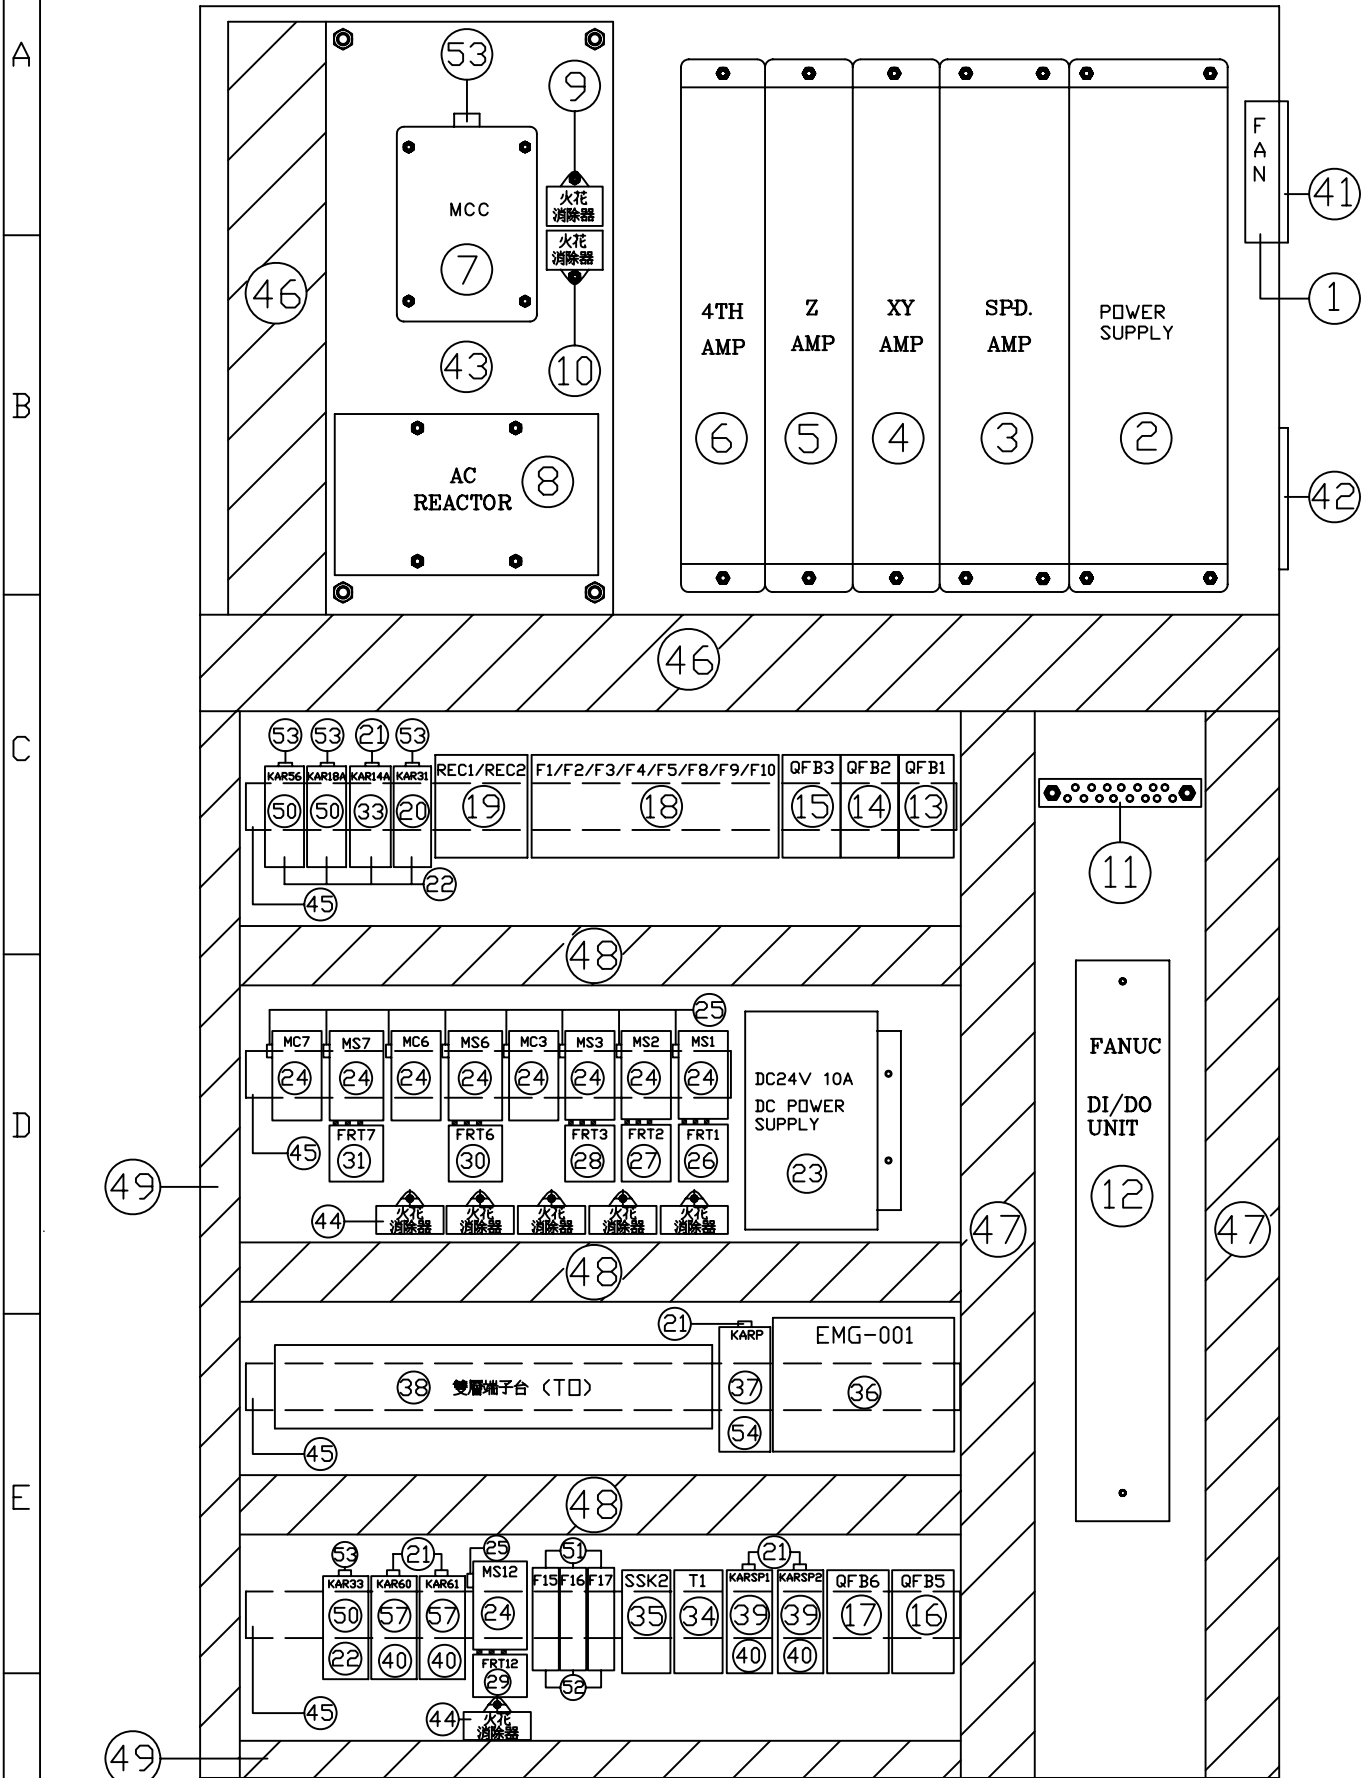 A
53
9
FAN
41
火花
消除器
MCC
火花
消除器
7
46
1
4TH
AMP
Z
AMP
XY
AMP
SPD.
AMP
POWER
SUPPLY
43
10
B
6
5
4
3
2
AC
REACTOR
8
42
46
C
53
53
21
53
KAR56
KAR18A
KAR14A
KAR31
REC1/REC2
F1/F2/F3/F4/F5/F8/F9/F10
QFB3
QFB2
QFB1
50
50
33
20
19
18
15
14
13
11
22
45
48
25
MC7
MS7
MC6
MS6
MC3
MS3
MS2
MS1
24
24
24
24
24
24
24
24
DC24V 10A
DC POWER
SUPPLY
FANUC
DI/DO
UNIT
D
FRT7
FRT6
FRT3
FRT2
FRT1
45
31
30
28
27
26
23
12
49
44
火花
消除器
火花
消除器
火花
消除器
火花
消除器
火花
消除器
47
47
48
21
KARP
EMG-001
38
雙層端子台 (TO)
37
36
54
45
E
48
53
21
25
51
21
KAR33
KAR60
KAR61
MS12
F15
F16
F17
SSK2
T1
KARSP1
KARSP2
QFB6
QFB5
50
57
57
24
35
34
39
39
17
16
22
40
40
FRT12
40
40
29
52
45
44
火花
消除器
49